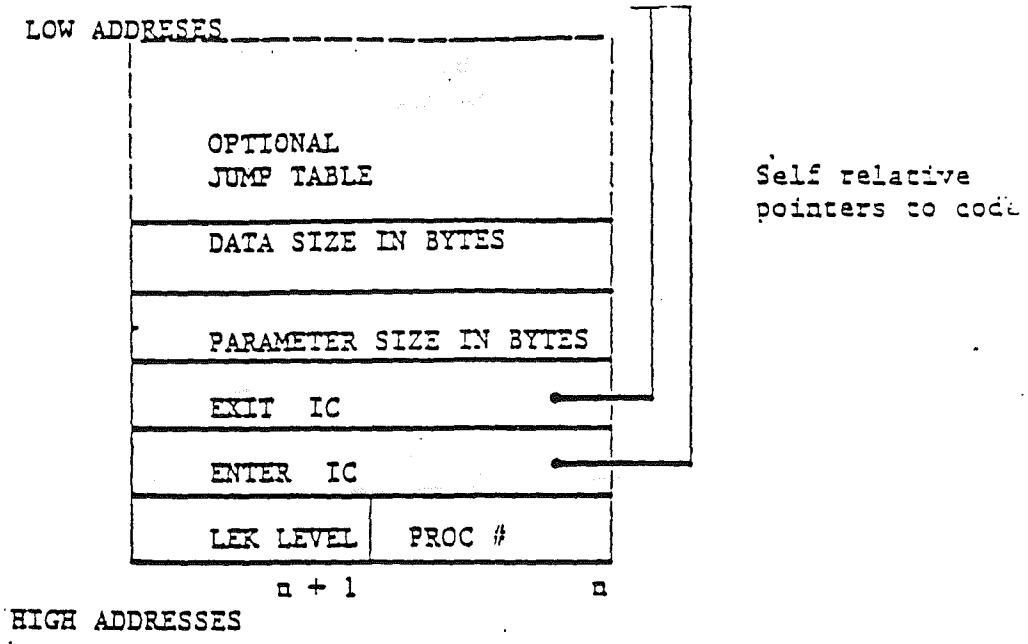 LOW ADDRESES
OPTIONAL
JUMP TABLE
Self relative
pointers to code
DATA SIZE IN BYTES
PARAMETER SIZE IN BYTES
EXIT IC
ENTER IC
LEX LEVEL PROC #
n + 1 n
HIGH ADDRESSES